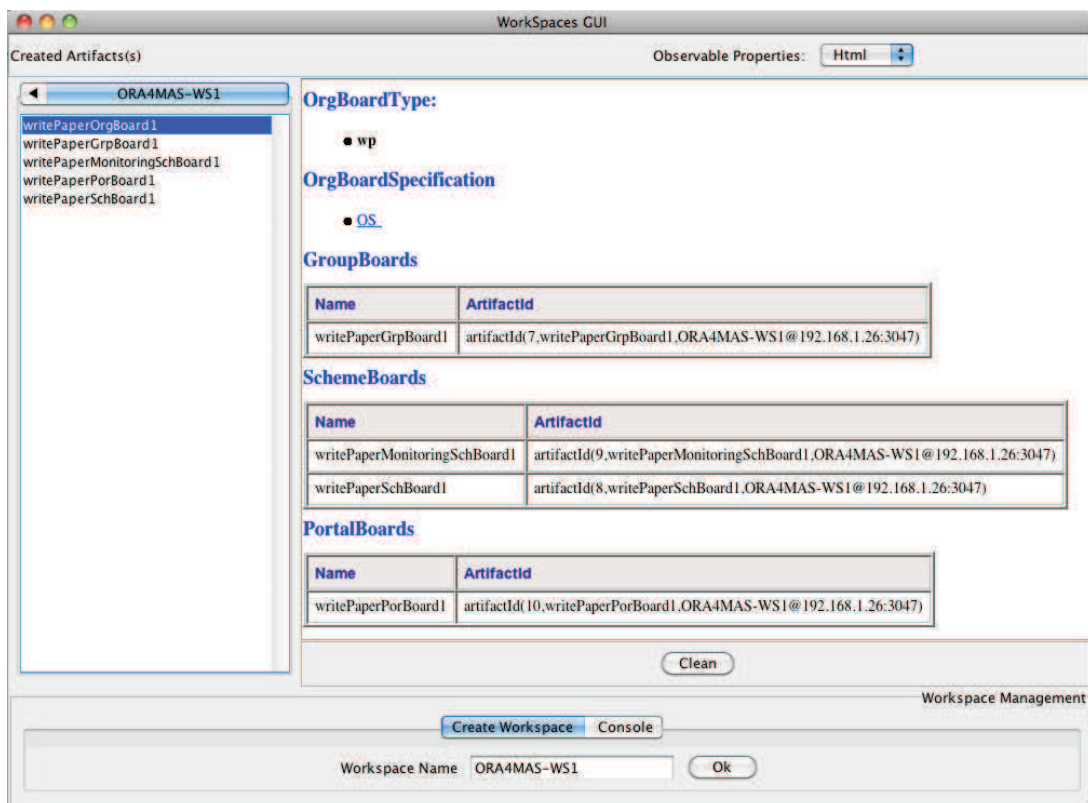 WorkSpaces GUI
Created Artifacts(s)
Observable Properties: Html
ORA4MAS-WS1
writePaperOrgBoard1
writePaperGrpBoard1
writePaperMonitoringSchBoard1
writePaperPorBoard1
writePaperSchBoard1
OrgBoardType:
wp
OrgBoardSpecification
OS
GroupBoards
Name ArtifactId
writePaperGrpBoard1 artifactId(7,writePaperGrpBoard1,ORA4MAS-WS1@192.168.1.26:3047)
SchemeBoards
Name ArtifactId
writePaperMonitoringSchBoard1 artifactId(9,writePaperMonitoringSchBoard1,ORA4MAS-WS1@192.168.1.26:3047)
writePaperSchBoard1 artifactId(8,writePaperSchBoard1,ORA4MAS-WS1@192.168.1.26:3047)
PortalBoards
Name ArtifactId
writePaperPorBoard1 artifactId(10,writePaperPorBoard1,ORA4MAS-WS1@192.168.1.26:3047)
Clean
Workspace Management
Create Workspace Console
Workspace Name ORA4MAS-WS1 Ok